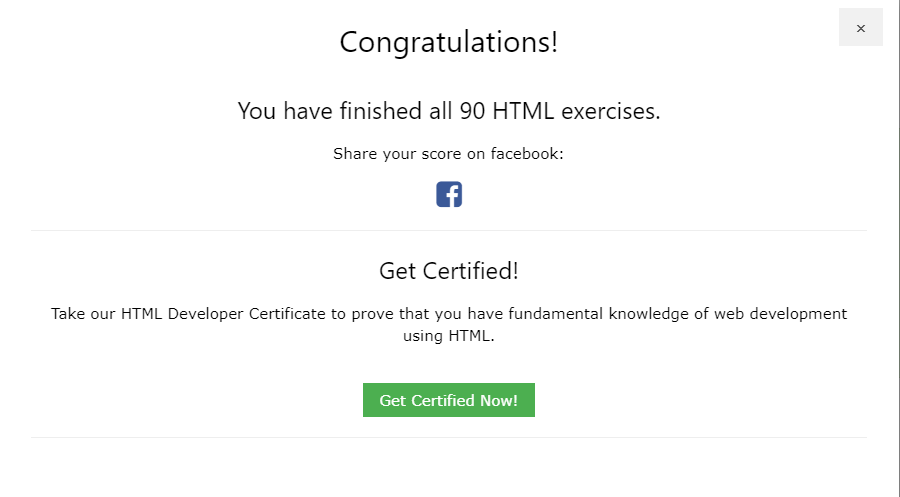 ×
Congratulations!
You have finished all 90 HTML exercises.
Share your score on facebook:
Get Certified!
Take our HTML Developer Certificate to prove that you have fundamental knowledge of web development
using HTML.
Get Certified Now!